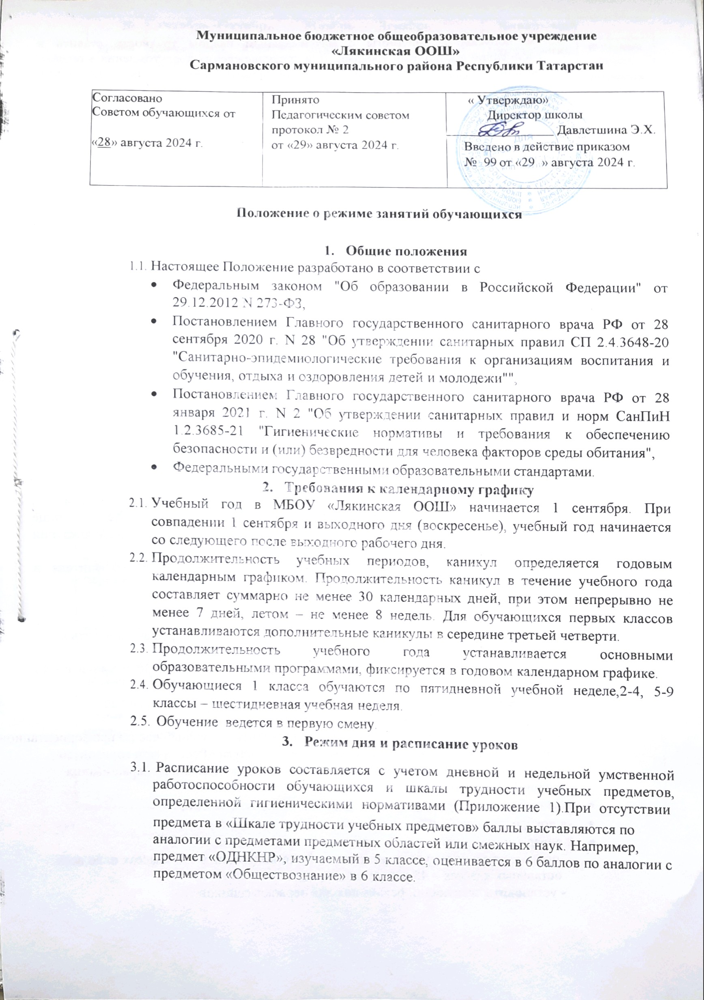 Муниципальное бюджетное общеобразовательное учреждение
«Лякинская ООШ»
Сармановского муниципального района Республики Татарстан
Согласовано
Советом обучающихся от
«28» августа 2024 г.
Принято
Педагогическим советом
протокол № 2
от «29» августа 2024 г.
« Утверждаю»
Директор школы
Давлетшина Э.Х.
Введено в действие приказом
№ 99 от «29 » августа 2024 г.
Положение о режиме занятий обучающихся
1. Общие положения
1.1. Настоящее Положение разработано в соответствии с
• Федеральным законом "Об образовании в Российской Федерации" от
29.12.2012 N 273-ФЗ,
• Постановлением Главного государственного санитарного врача РФ от 28
сентября 2020 г. N 28 "Об утверждении санитарных правил СП 2.4.3648-20
"Санитарно-эпидемиологические требования к организациям воспитания и
обучения, отдыха и оздоровления детей и молодежи"",
• Постановлением Главного государственного санитарного врача РФ от 28
января 2021 г. N 2 "Об утверждении санитарных правил и норм СанПиН
1.2.3685-21 "Гигиенические нормативы и требования к обеспечению
безопасности и (или) безвредности для человека факторов среды обитания",
• Федеральными государственными образовательными стандартами.
2. Требования к календарному графику
2.1. Учебный год в МБОУ «Лякинская ООШ» начинается 1 сентября. При
совпадении 1 сентября и выходного дня (воскресенье), учебный год начинается
со следующего после выходного рабочего дня.
2.2. Продолжительность учебных периодов, каникул определяется годовым
календарным графиком. Продолжительность каникул в течение учебного года
составляет суммарно не менее 30 календарных дней, при этом непрерывно не
менее 7 дней, летом – не менее 8 недель. Для обучающихся первых классов
устанавливаются дополнительные каникулы в середине третьей четверти.
2.3. Продолжительность учебного года устанавливается основными
образовательными программами, фиксируется в годовом календарном графике.
2.4. Обучающиеся 1 класса обучаются по пятидневной учебной неделе,2-4, 5-9
классы – шестидневная учебная неделя.
2.5. Обучение ведется в первую смену.
3. Режим дня и расписание уроков
3.1. Расписание уроков составляется с учетом дневной и недельной умственной
работоспособности обучающихся и шкалы трудности учебных предметов,
определенной гигиеническими нормативами (Приложение 1).При отсутствии
предмета в «Шкале трудности учебных предметов» баллы выставляются по
аналогии с предметами предметных областей или смежных наук. Например,
предмет «ОДНКНР», изучаемый в 5 классе, оценивается в 6 баллов по аналогии с
предметом «Обществознание» в 6 классе.